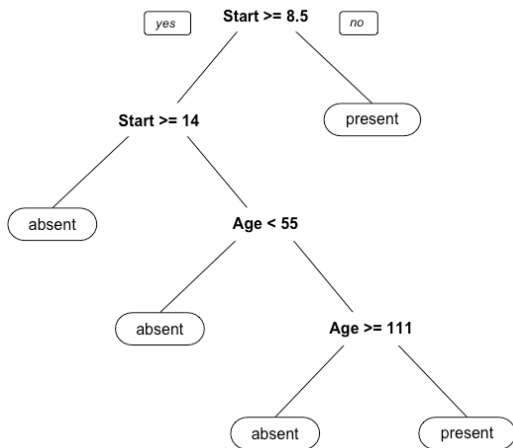 yes
Start >= 8.5
no
Start >= 14
present
absent
Age < 55
absent
Age >= 111
absent
present